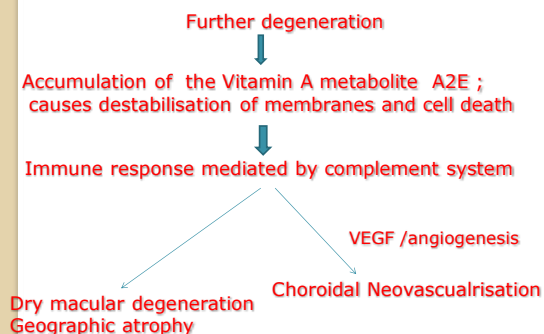 Further degeneration
Accumulation of the Vitamin A metabolite A2E ;
causes destabilisation of membranes and cell death
Immune response mediated by complement system
VEGF /angiogenesis
Choroidal Neovascualrisation
Dry macular degeneration
Geographic atrophy